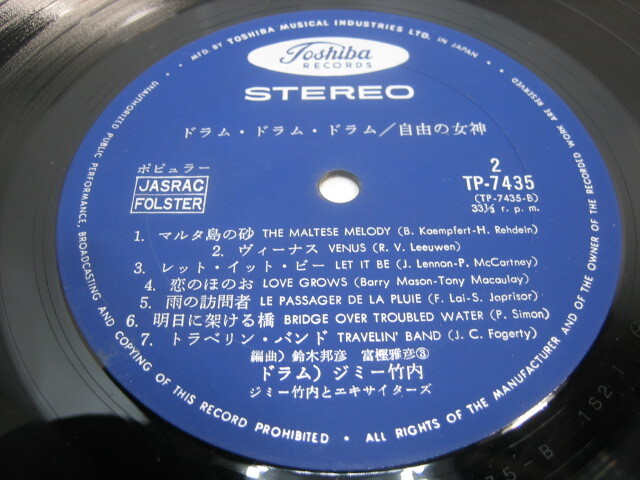 MFD. BY TOSHIBA MUSICAL INDUSTRIES LTD. IN JAPAN
Toshiba
RECORDS
STEREO
ドラム・ドラム・ドラム／自由の女神
ポピュラー
JASRAC
FOLSTER
2
TP-7435
(TP-7435-B)
33⅓ r. p. m.
1. マルタ島の砂 THE MALTESE MELODY (B. Kaempfert-H. Rehdein)
2. ヴィーナス VENUS (R. V. Leeuwen)
3. レット・イット・ビー LET IT BE (J. Lennon-P. McCartney)
4. 恋のほのお LOVE GROWS (Barry Mason-Tony Macaulay)
5. 雨の訪問者 LE PASSAGER DE LA PLUIE (F. Lai-S. Japrisor)
6. 明日に架ける橋 BRIDGE OVER TROUBLED WATER (P. Simon)
7. トラベリン・バンド TRAVELIN' BAND (J. C. Fogerty)
編曲）鈴木邦彦 富樫雅彦③
ドラム）ジミー竹内
ジミー竹内とエキサイターズ
UNAUTHORIZED PUBLIC PERFORMANCE, BROADCASTING AND COPYING OF THIS RECORD PROHIBITED • ALL RIGHTS OF THE MANUFACTURER AND OF THE OWNER OF THE RECORDED WORK ARE RESERVED